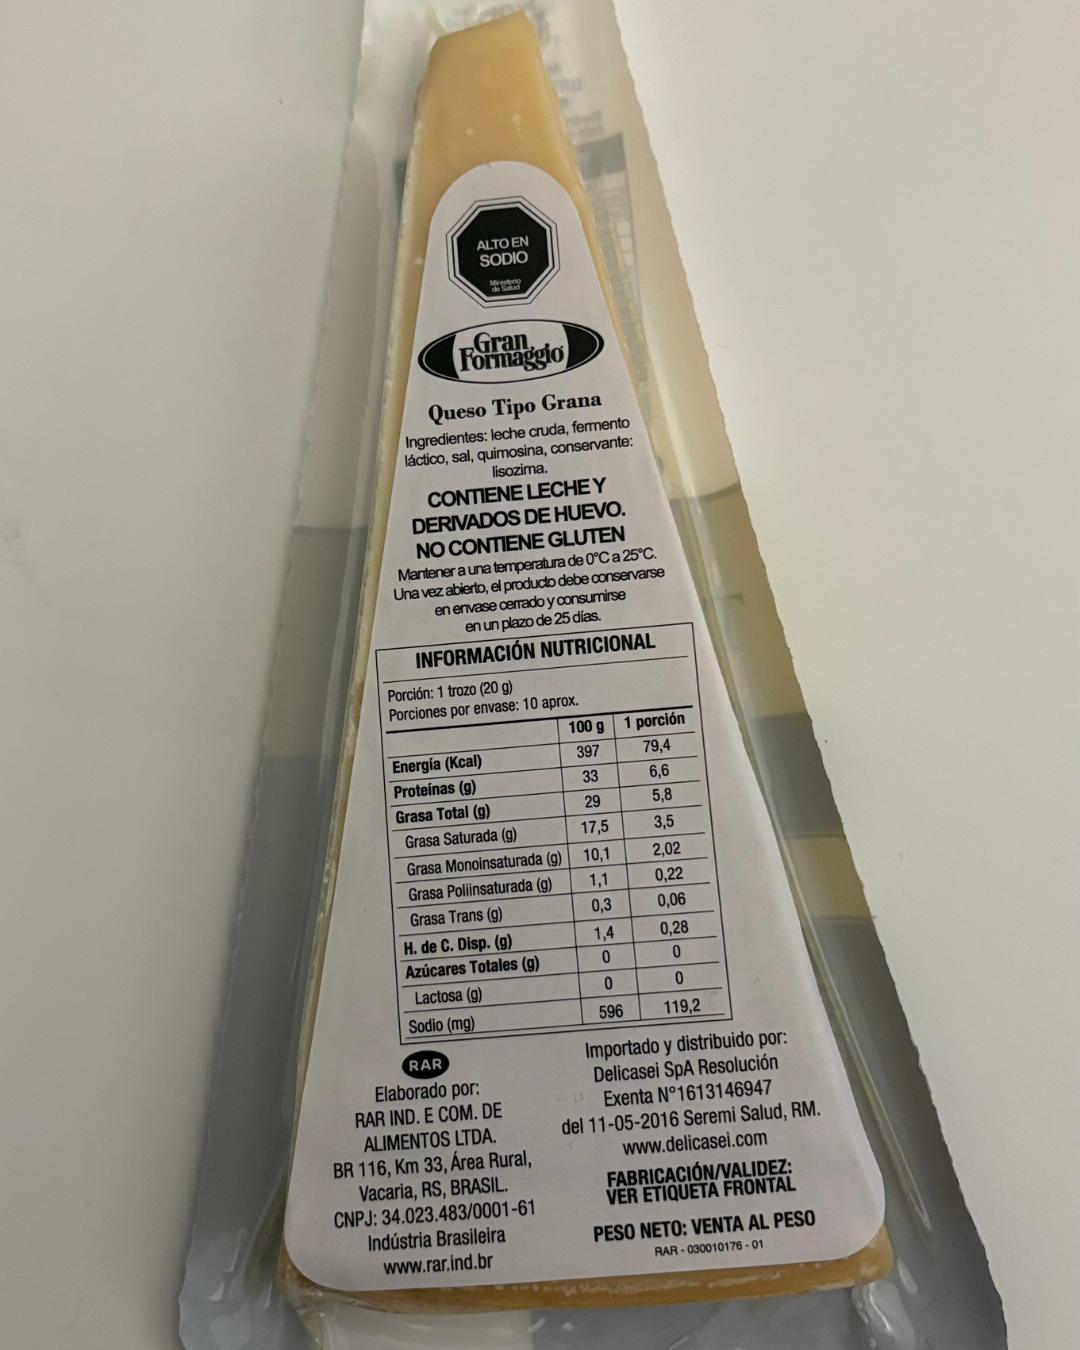 ALTO EN
SODIO
Ministerio
de Salud
Gran
Formaggio
Queso Tipo Grana
Ingredientes: leche cruda, fermento
láctico, sal, quimosina, conservante:
lisozima.
CONTIENE LECHE Y
DERIVADOS DE HUEVO.
NO CONTIENE GLUTEN
Mantener a una temperatura de 0°C a 25°C.
Una vez abierto, el producto debe conservarse
en envase cerrado y consumirse
en un plazo de 25 días.
INFORMACIÓN NUTRICIONAL
Porción: 1 trozo (20 g)
Porciones por envase: 10 aprox.
100 g 1 porción
Energía (Kcal) 397 79,4
Proteínas (g) 33 6,6
Grasa Total (g) 29 5,8
Grasa Saturada (g) 17,5 3,5
Grasa Monoinsaturada (g) 10,1 2,02
Grasa Poliinsaturada (g) 1,1 0,22
Grasa Trans (g) 0,3 0,06
H. de C. Disp. (g) 1,4 0,28
Azúcares Totales (g) 0 0
Lactosa (g) 0 0
Sodio (mg) 596 119,2
RAR
Elaborado por:
RAR IND. E COM. DE
ALIMENTOS LTDA.
BR 116, Km 33, Área Rural,
Vacaria, RS, BRASIL.
CNPJ: 34.023.483/0001-61
Indústria Brasileira
www.rar.ind.br
Importado y distribuido por:
Delicasei SpA Resolución
Exenta N°1613146947
del 11-05-2016 Seremi Salud, RM.
www.delicasei.com
FABRICACIÓN/VALIDEZ:
VER ETIQUETA FRONTAL
PESO NETO: VENTA AL PESO
RAR - 030010176 - 01